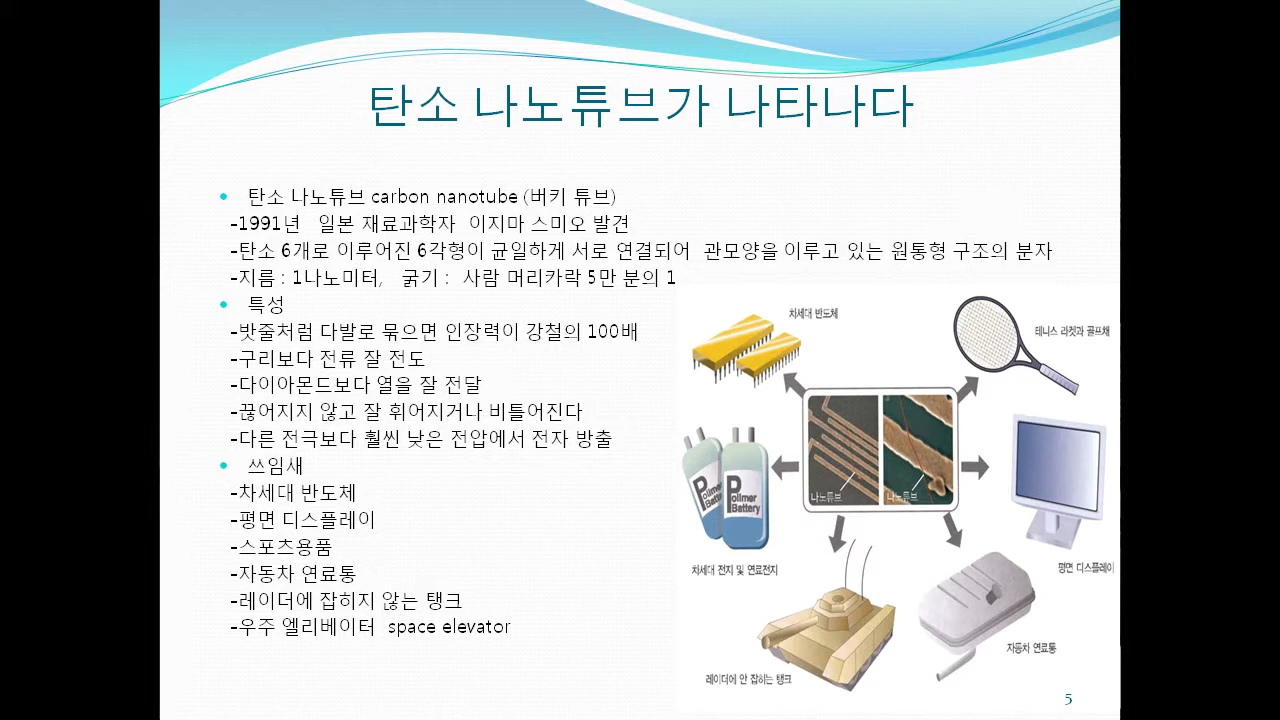 탄소 나노튜브가 나타나다
• 탄소 나노튜브 carbon nanotube (버키 튜브)
-1991년 일본 재료과학자 이지마 스미오 발견
-탄소 6개로 이루어진 6각형이 균일하게 서로 연결되어 관모양을 이루고 있는 원통형 구조의 분자
-지름 : 1나노미터, 굵기 : 사람 머리카락 5만 분의 1
• 특성
-밧줄처럼 다발로 묶으면 인장력이 강철의 100배
-구리보다 전류 잘 전도
-다이아몬드보다 열을 잘 전달
-끊어지지 않고 잘 휘어지거나 비틀어진다
-다른 전극보다 훨씬 낮은 전압에서 전자 방출
• 쓰임새
-차세대 반도체
-평면 디스플레이
-스포츠용품
-자동차 연료통
-레이더에 잡히지 않는 탱크
-우주 엘리베이터 space elevator
차세대 반도체
테니스 라켓과 골프채
나노튜브
나노튜브
Polimer Battery
Polimer Battery
차세대 전지 및 연료전지
평면 디스플레이
자동차 연료통
레이더에 안 잡히는 탱크
5